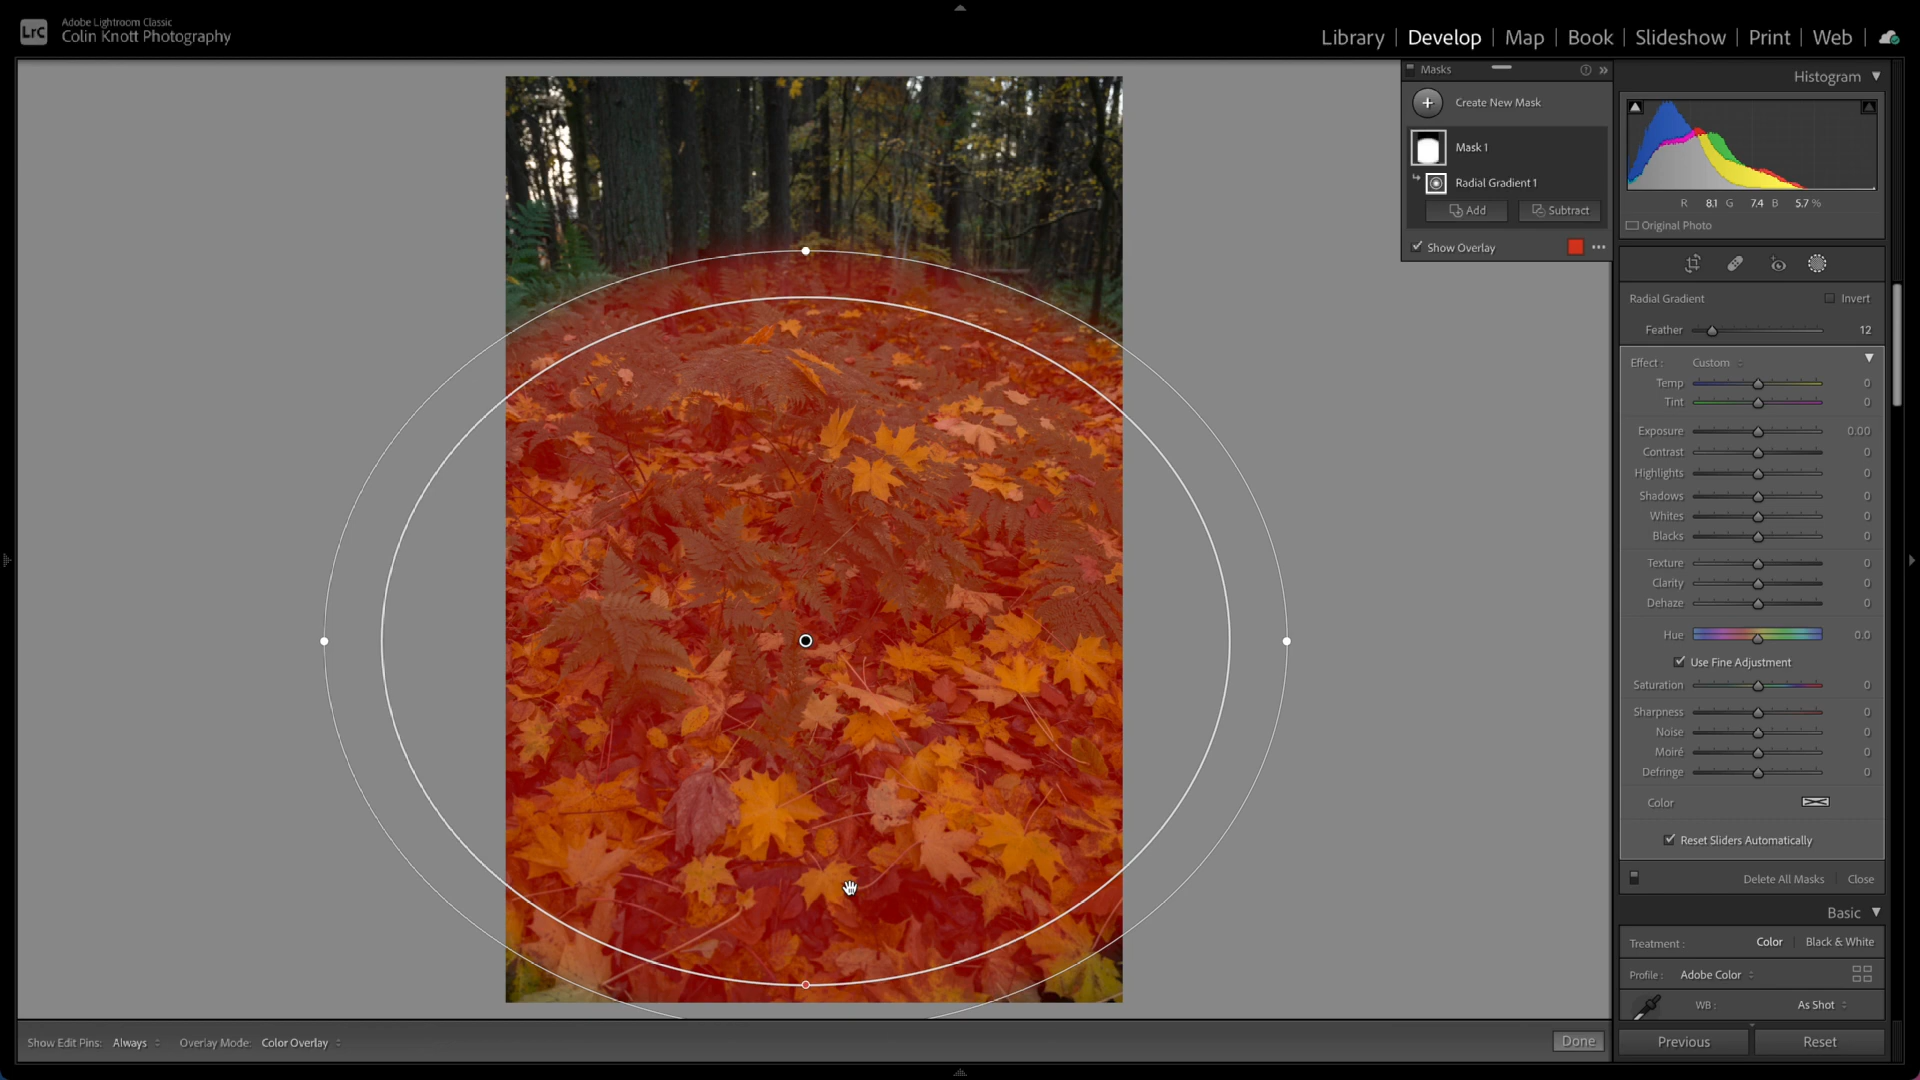 LrC
Adobe Lightroom Classic
Colin Knott Photography
Library | Develop | Map | Book | Slideshow | Print | Web
Masks
Create New Mask
Mask 1
Radial Gradient 1
Add Subtract
Show Overlay
Histogram
R 8.1 G 7.4 B 5.7 %
Original Photo
Radial Gradient Invert
Feather 12
Effect : Custom
Temp 0
Tint 0
Exposure 0.00
Contrast 0
Highlights 0
Shadows 0
Whites 0
Blacks 0
Texture 0
Clarity 0
Dehaze 0
Hue 0.0
Use Fine Adjustment
Saturation 0
Sharpness 0
Noise 0
Moiré 0
Defringe 0
Color
Reset Sliders Automatically
Delete All Masks Close
Basic
Treatment : Color Black & White
Profile : Adobe Color
WB : As Shot
Show Edit Pins: Always Overlay Mode: Color Overlay
Done
Previous Reset